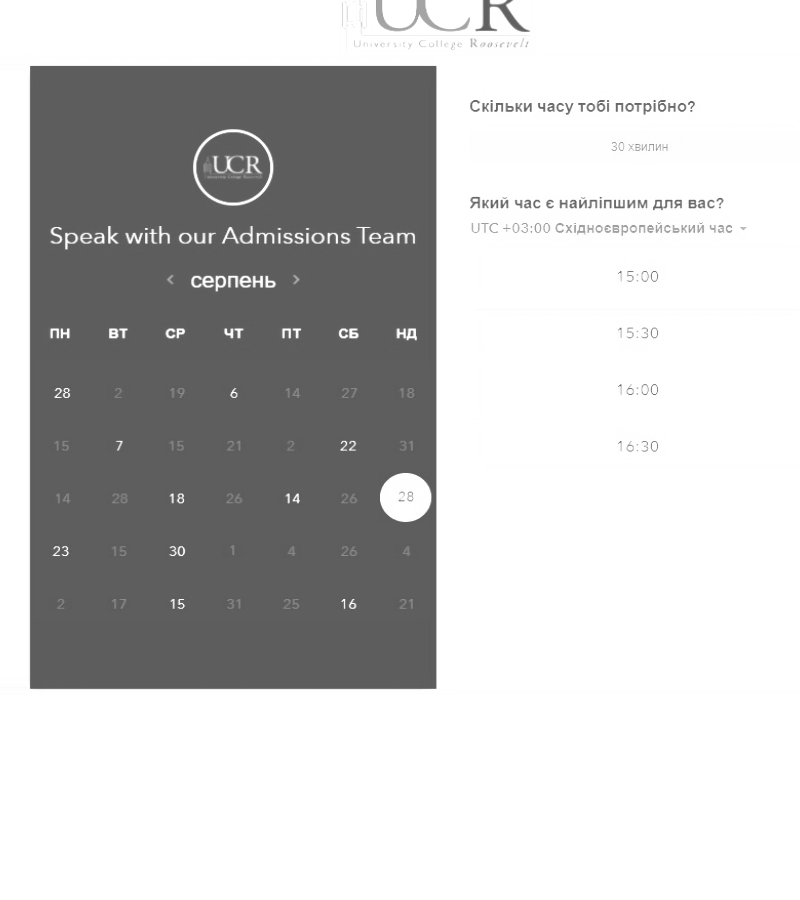 UCR
University College Roosevelt
UCR
University College Roosevelt
Speak with our Admissions Team
< серпень >
ПН ВТ СР ЧТ ПТ СБ НД
28 2 19 6 14 27 18
15 7 15 21 2 22 31
14 28 18 26 14 26 28
23 15 30 1 4 26 4
2 17 15 31 25 16 21
Скільки часу тобі потрібно?
30 хвилин
Який час є найліпшим для вас?
UTC +03:00 Східноєвропейський час
15:00
15:30
16:00
16:30